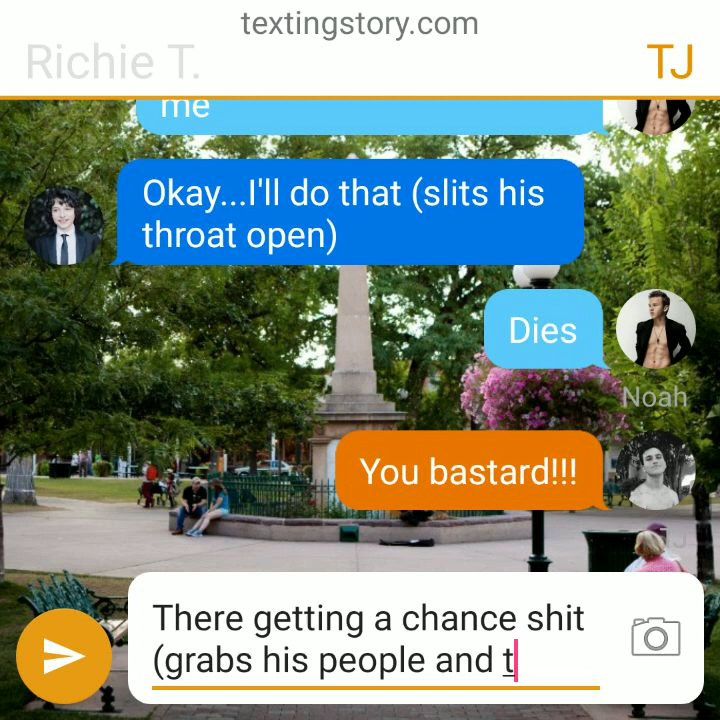 textingstory.com
Richie T.
TJ
me
Okay...I'll do that (slits his
throat open)
Dies
Noah
You bastard!!!
TJ
There getting a chance shit
(grabs his people and t